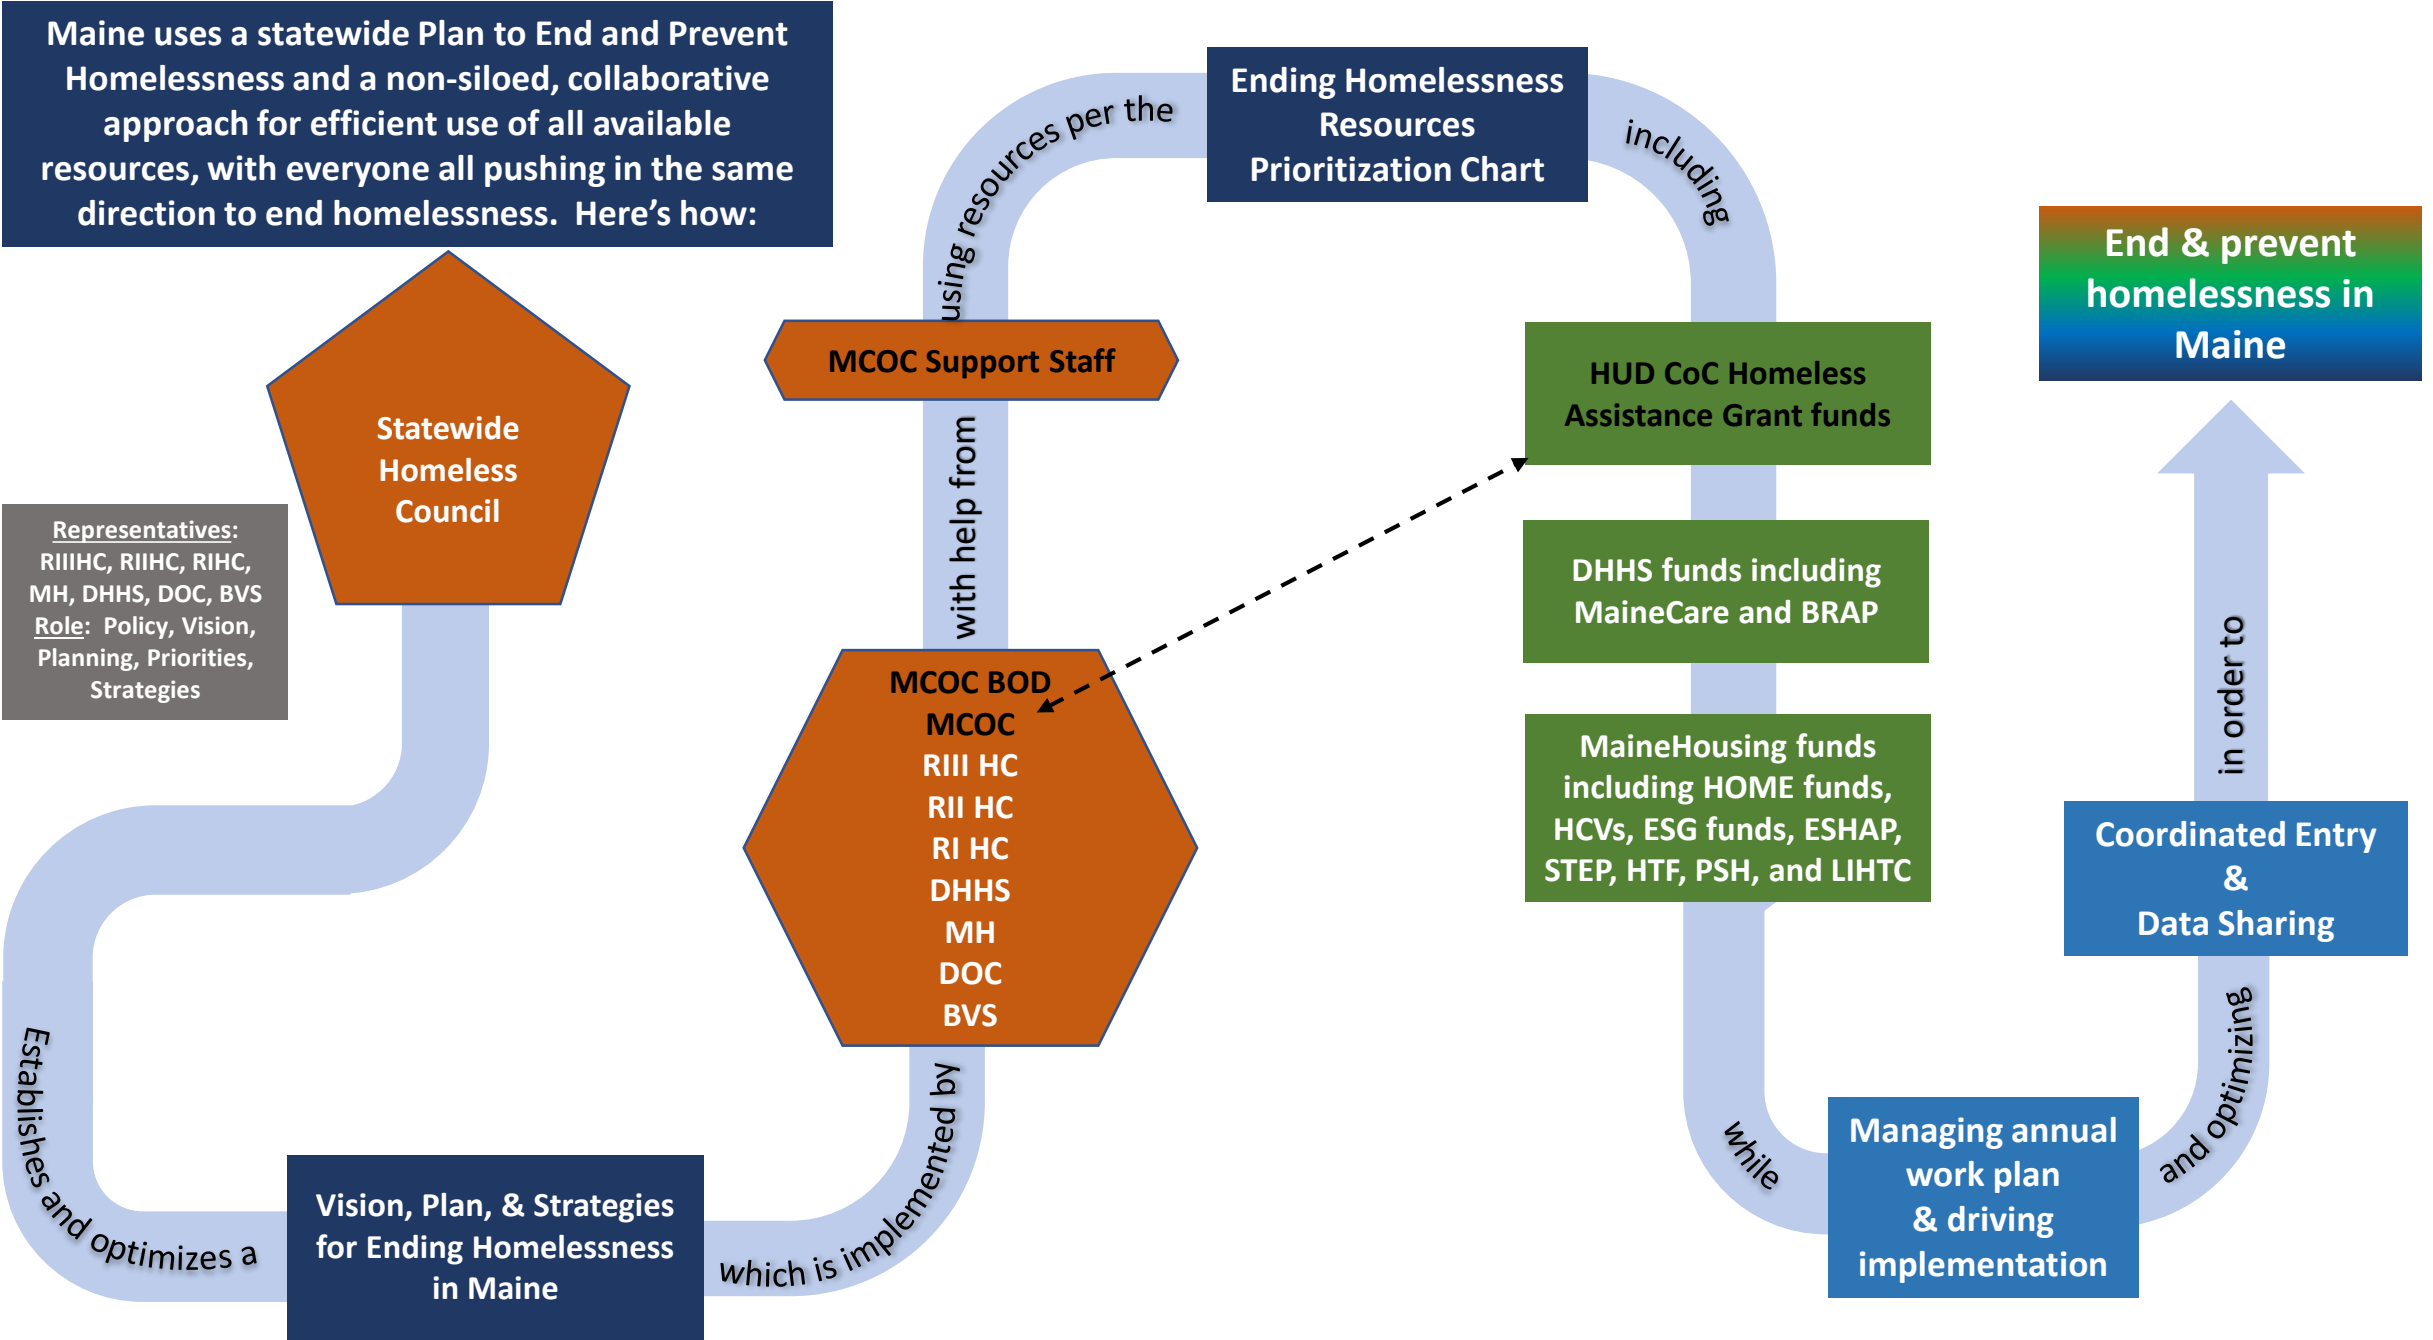 Maine uses a statewide Plan to End and Prevent
Homelessness and a non-siloed, collaborative
approach for efficient use of all available
resources, with everyone all pushing in the same
direction to end homelessness.  Here’s how:
Statewide
Homeless
Council
Representatives:
RIIIHC, RIIHC, RIHC,
MH, DHHS, DOC, BVS
Role:  Policy, Vision,
Planning, Priorities,
Strategies
Establishes and optimizes a
Vision, Plan, & Strategies
for Ending Homelessness
in Maine
which is implemented by
MCOC BOD
MCOC
RIII HC
RII HC
RI HC
DHHS
MH
DOC
BVS
with help from
MCOC Support Staff
using resources per the
Ending Homelessness
Resources
Prioritization Chart
including
HUD CoC Homeless
Assistance Grant funds
DHHS funds including
MaineCare and BRAP
MaineHousing funds
including HOME funds,
HCVs, ESG funds, ESHAP,
STEP, HTF, PSH, and LIHTC
while
Managing annual
work plan
& driving
implementation
and optimizing
Coordinated Entry
&
Data Sharing
in order to
End & prevent
homelessness in
Maine